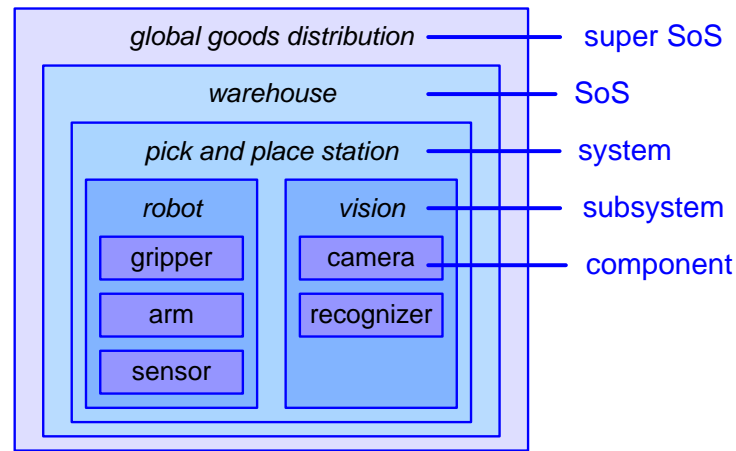 global goods distribution super SoS
warehouse SoS
pick and place station system
robot vision subsystem
gripper camera component
arm recognizer
sensor